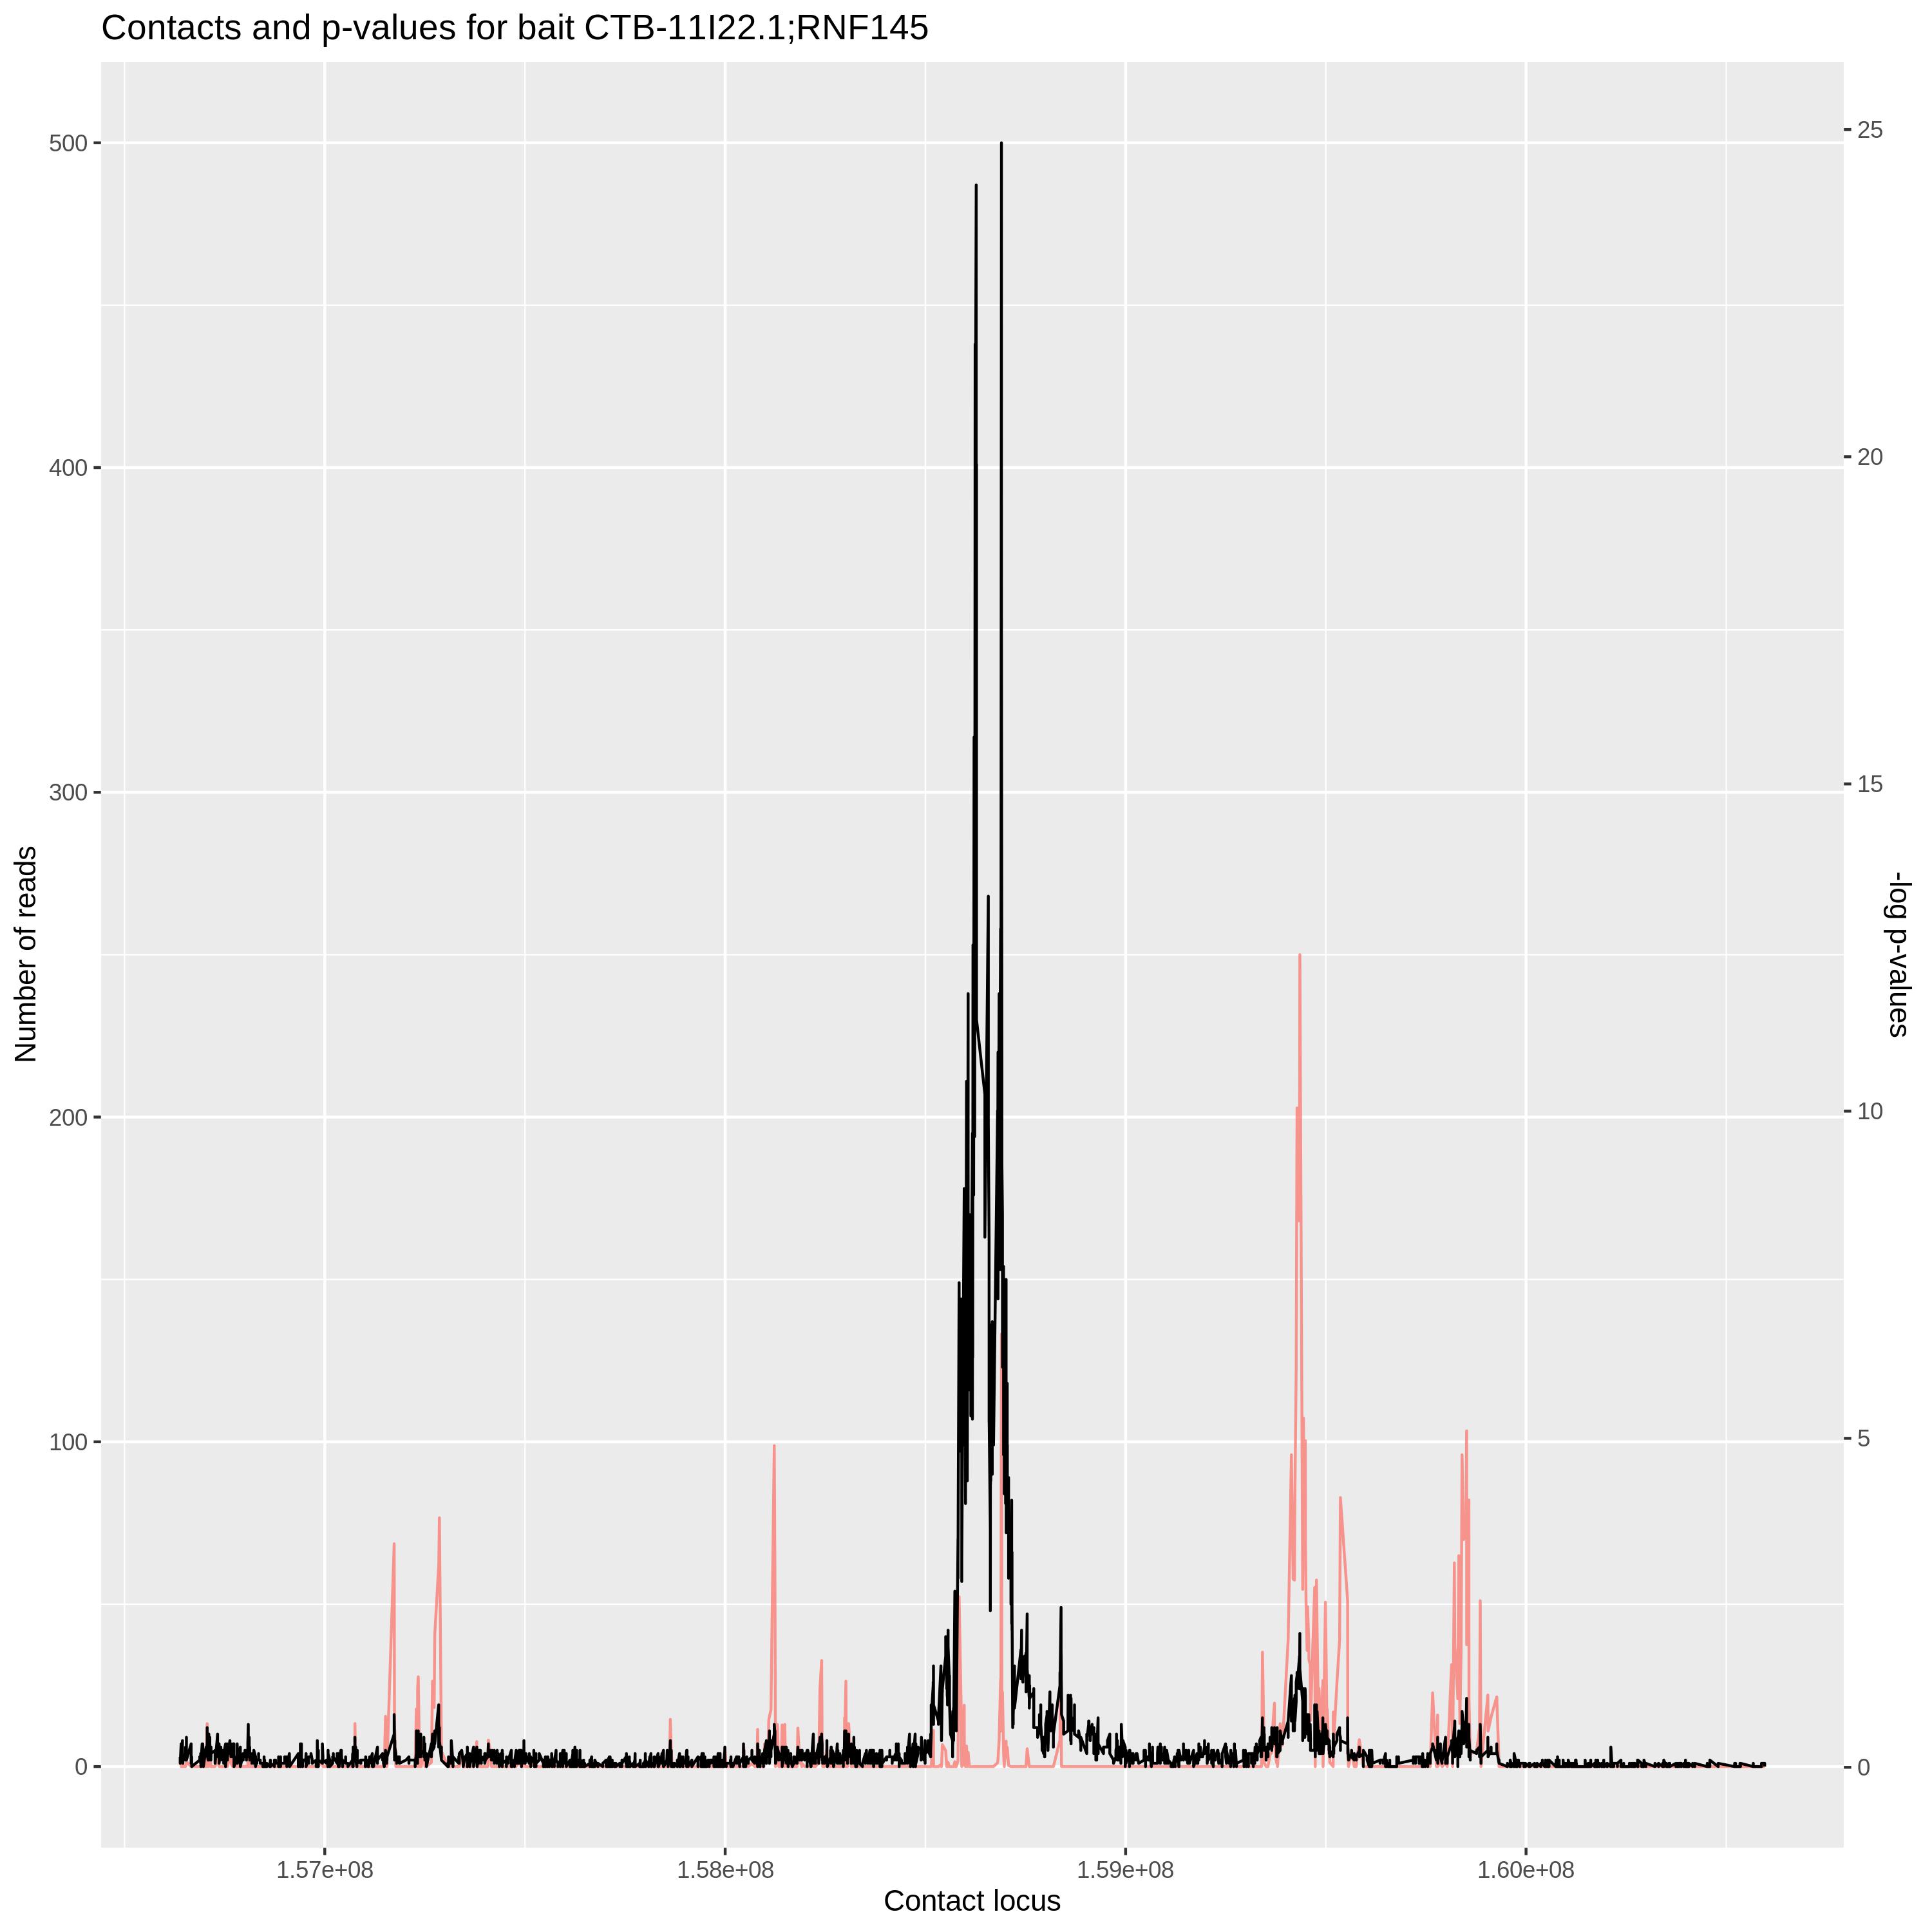 Contacts and p-values for bait CTB-11I22.1;RNF145
500
400
300
200
100
0
Number of reads
25
20
15
10
5
0
-log p-values
1.57e+08
1.58e+08
1.59e+08
1.60e+08
Contact locus